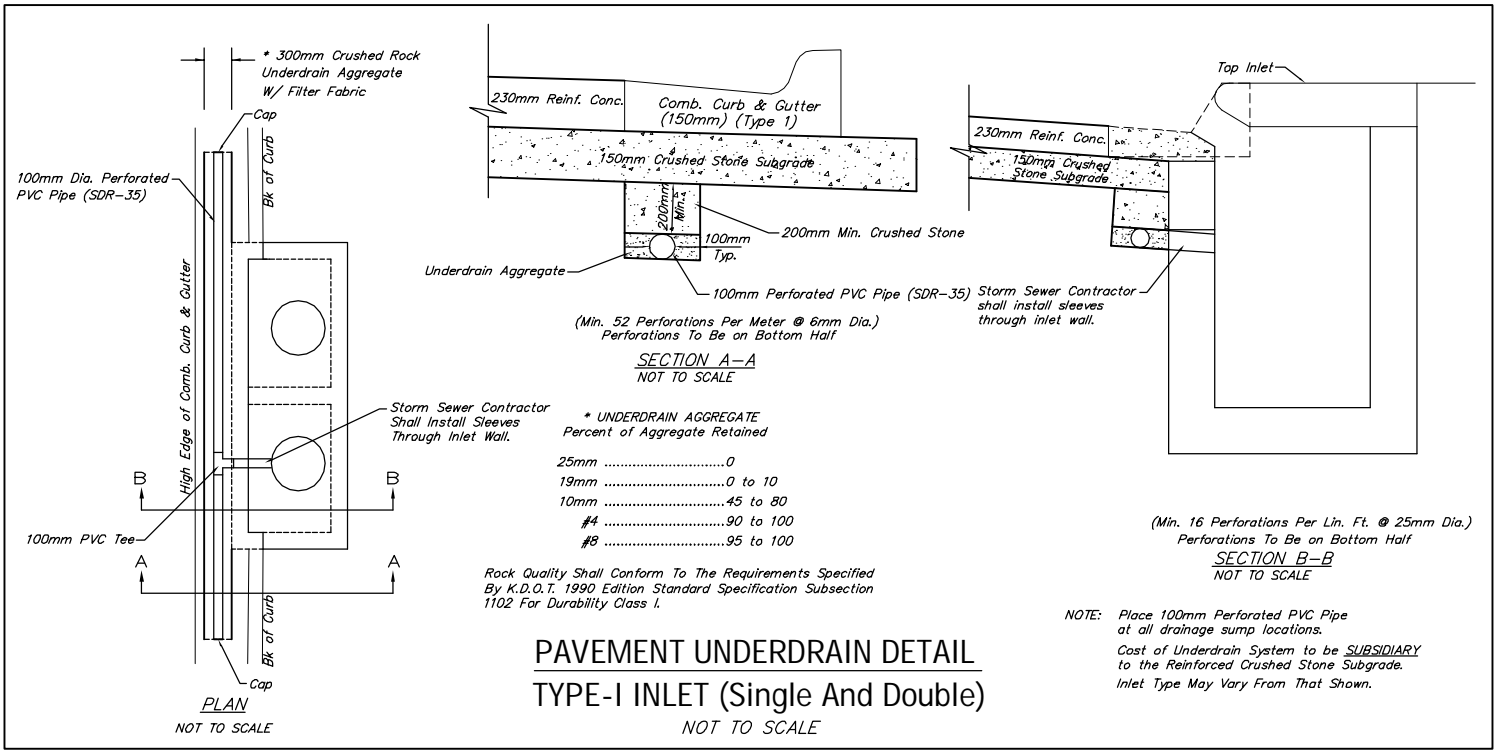 * 300mm Crushed Rock
Underdrain Aggregate
W/ Filter Fabric
Cap
Bk of Curb
100mm Dia. Perforated
PVC Pipe (SDR-35)
High Edge of Comb. Curb & Gutter
Storm Sewer Contractor
Shall Install Sleeves
Through Inlet Wall.
B
B
100mm PVC Tee
A
A
Bk of Curb
Cap
PLAN
NOT TO SCALE
230mm Reinf. Conc.
Comb. Curb & Gutter
(150mm) (Type 1)
150mm Crushed Stone Subgrade
200mm
Min.
200mm Min. Crushed Stone
100mm
Typ.
Underdrain Aggregate
100mm Perforated PVC Pipe (SDR-35)
(Min. 52 Perforations Per Meter @ 6mm Dia.)
Perforations To Be on Bottom Half
SECTION A-A
NOT TO SCALE
* UNDERDRAIN AGGREGATE
Percent of Aggregate Retained
25mm ..............................0
19mm ..............................0 to 10
10mm ..............................45 to 80
#4 ..............................90 to 100
#8 ..............................95 to 100
Rock Quality Shall Conform To The Requirements Specified
By K.D.O.T. 1990 Edition Standard Specification Subsection
1102 For Durability Class I.
Top Inlet
230mm Reinf. Conc.
150mm Crushed
Stone Subgrade
Storm Sewer Contractor
shall install sleeves
through inlet wall.
(Min. 16 Perforations Per Lin. Ft. @ 25mm Dia.)
Perforations To Be on Bottom Half
SECTION B-B
NOT TO SCALE
NOTE: Place 100mm Perforated PVC Pipe
at all drainage sump locations.
Cost of Underdrain System to be SUBSIDIARY
to the Reinforced Crushed Stone Subgrade.
Inlet Type May Vary From That Shown.
PAVEMENT UNDERDRAIN DETAIL
TYPE-I INLET (Single And Double)
NOT TO SCALE